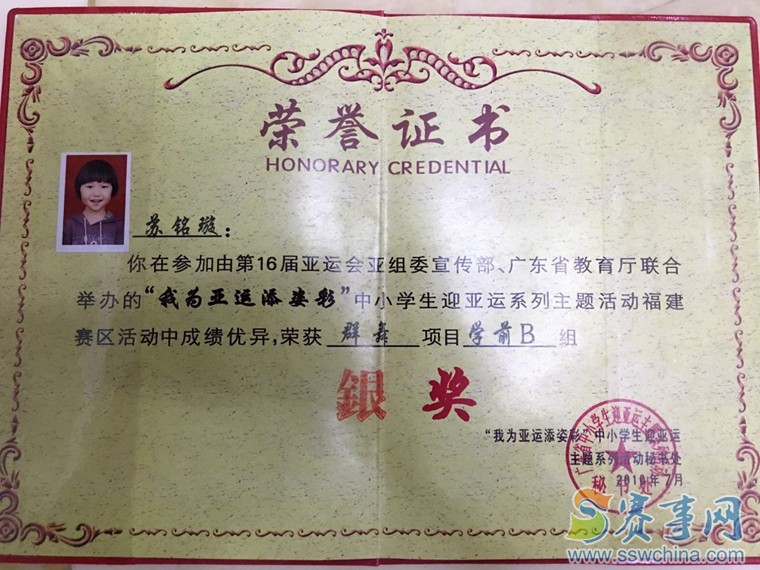 荣誉证书
HONORARY CREDENTIAL
苏铭璇：
你在参加由第16届亚运会亚组委宣传部、广东省教育厅联合
举办的“我为亚运添姿彩”中小学生迎亚运系列主题活动福建
赛区活动中成绩优异,荣获 群舞 项目 学前B 组
銀奖
“我为亚运添姿彩”中小学生迎亚运
主题系列活动秘书处
2010年7月
秘书处
赛事网
www.sswchina.com